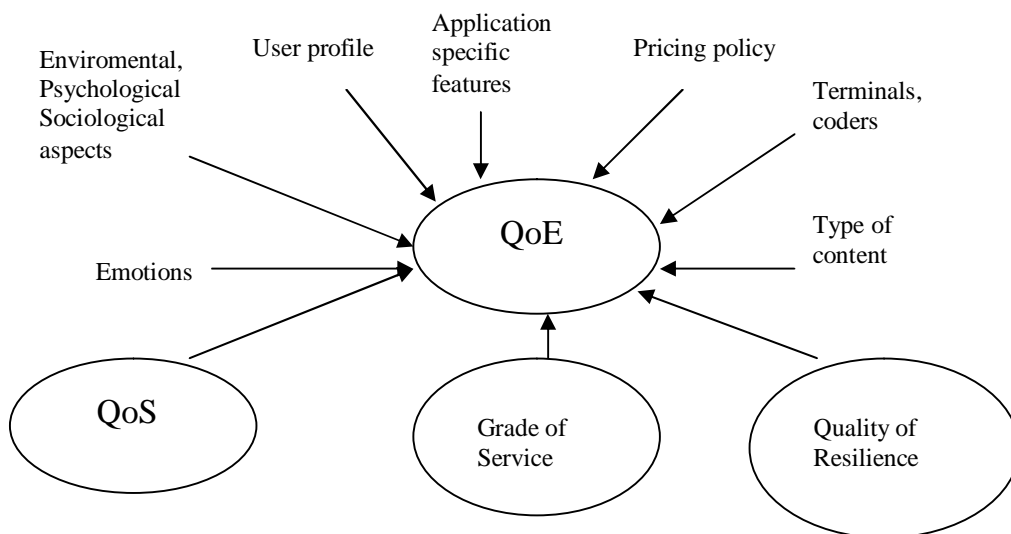 Enviromental,
Psychological
Sociological
aspects
User profile
Application
specific
features
Pricing policy
Terminals,
coders
QoE
Type of
content
Emotions
QoS
Grade of
Service
Quality of
Resilience